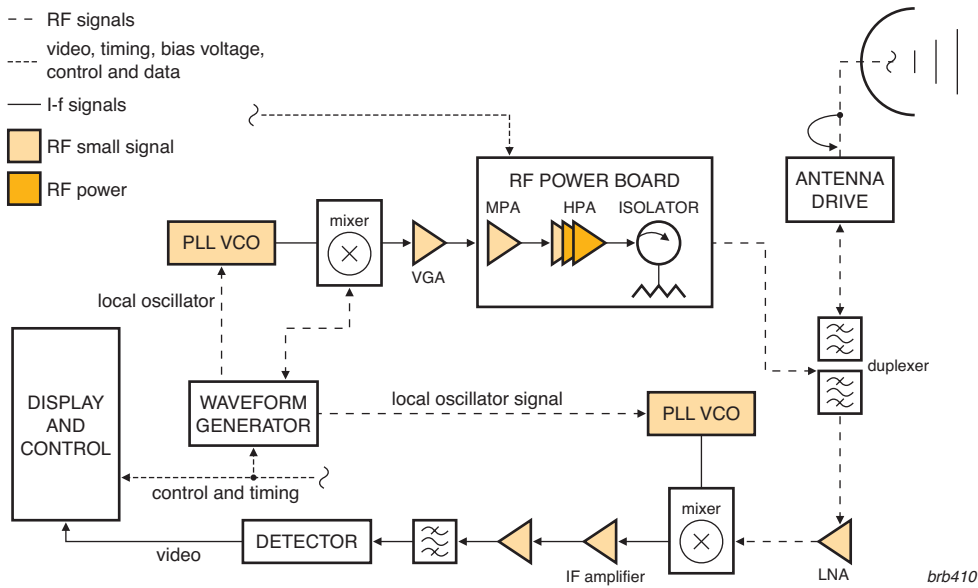 RF signals
video, timing, bias voltage,
control and data
I-f signals
RF small signal
RF power
RF POWER BOARD
MPA
HPA
ISOLATOR
ANTENNA
DRIVE
PLL VCO
mixer
VGA
local oscillator
duplexer
DISPLAY
AND
CONTROL
WAVEFORM
GENERATOR
local oscillator signal
PLL VCO
control and timing
mixer
video
DETECTOR
IF amplifier
LNA
brb410